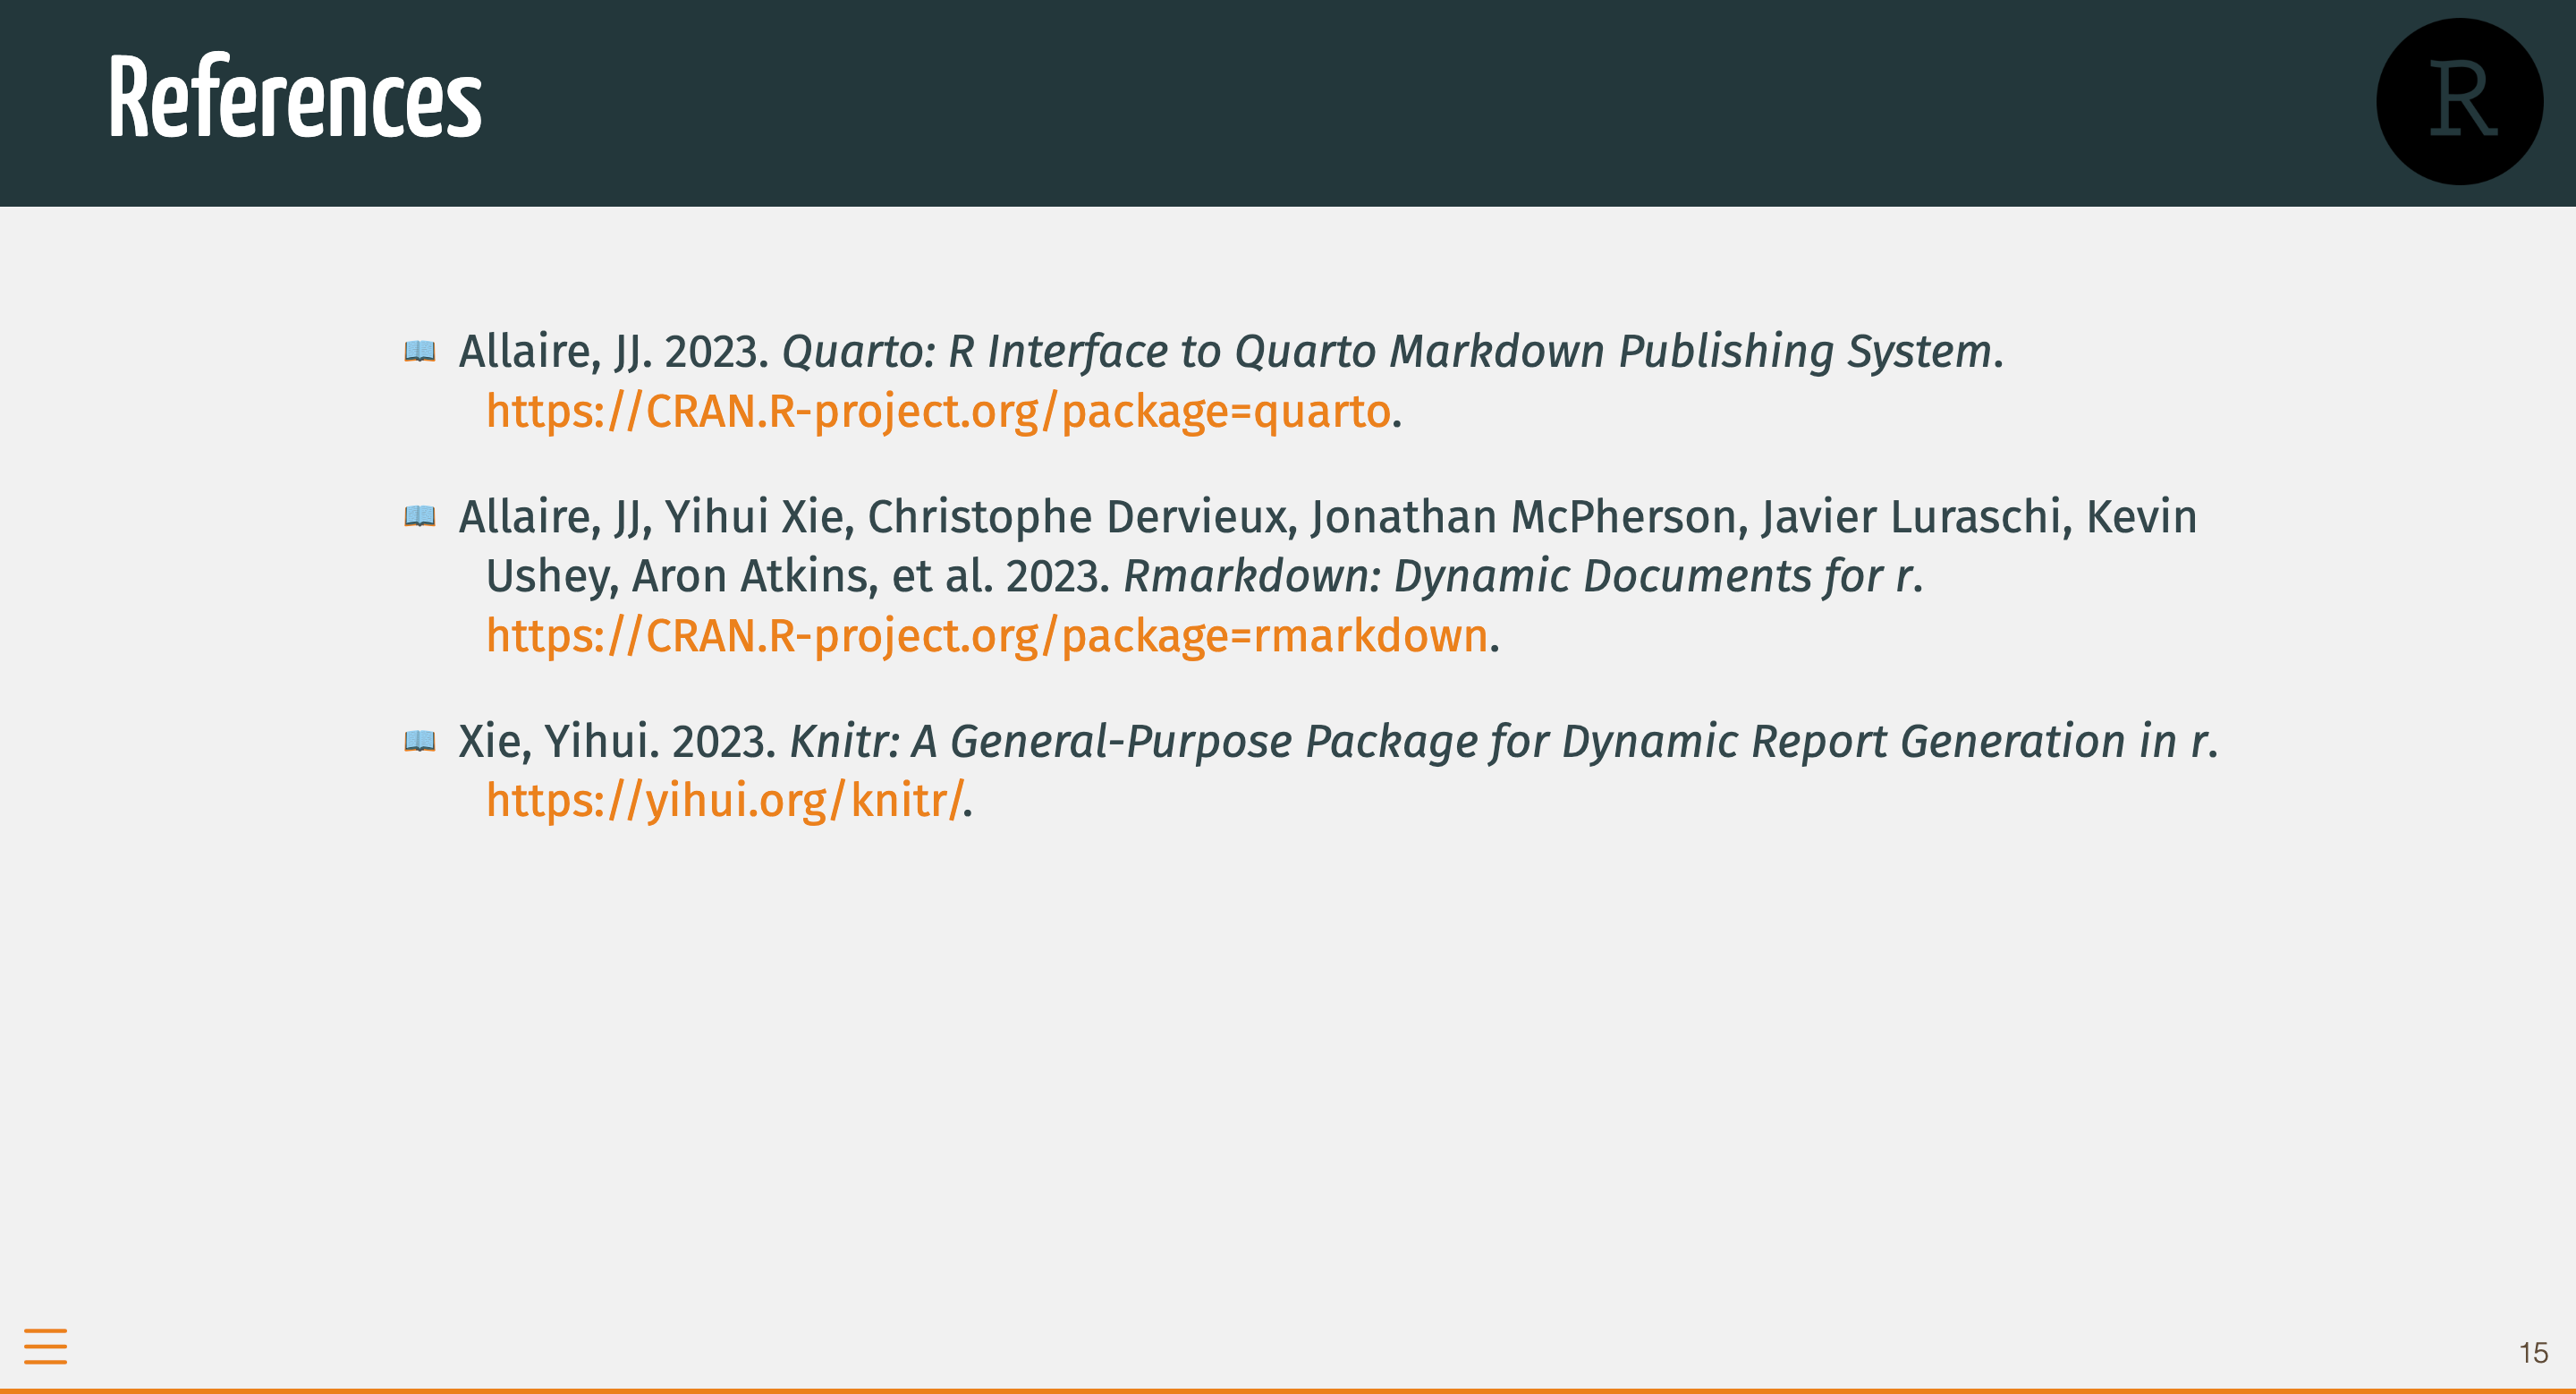 References
R
Allaire, JJ. 2023. Quarto: R Interface to Quarto Markdown Publishing System.
https://CRAN.R-project.org/package=quarto.
Allaire, JJ, Yihui Xie, Christophe Dervieux, Jonathan McPherson, Javier Luraschi, Kevin
Ushey, Aron Atkins, et al. 2023. Rmarkdown: Dynamic Documents for r.
https://CRAN.R-project.org/package=rmarkdown.
Xie, Yihui. 2023. Knitr: A General-Purpose Package for Dynamic Report Generation in r.
https://yihui.org/knitr/.
15